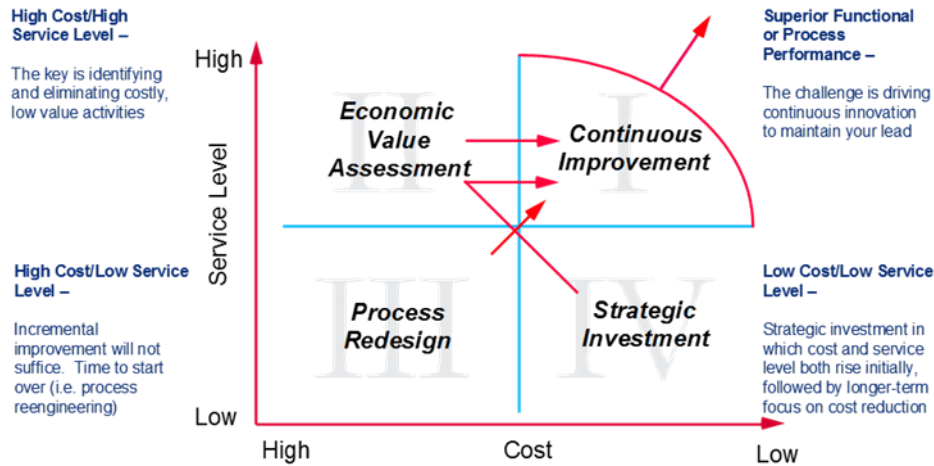 High Cost/High
Service Level –
The key is identifying
and eliminating costly,
low value activities
Superior Functional
or Process
Performance –
The challenge is driving
continuous innovation
to maintain your lead
High
II
I
Economic
Value
Assessment
Continuous
Improvement
Service Level
High Cost/Low Service
Level –
Incremental
improvement will not
suffice. Time to start
over (i.e. process
reengineering)
III
IV
Process
Redesign
Strategic
Investment
Low Cost/Low Service
Level –
Strategic investment in
which cost and service
level both rise initially,
followed by longer-term
focus on cost reduction
Low
High
Cost
Low